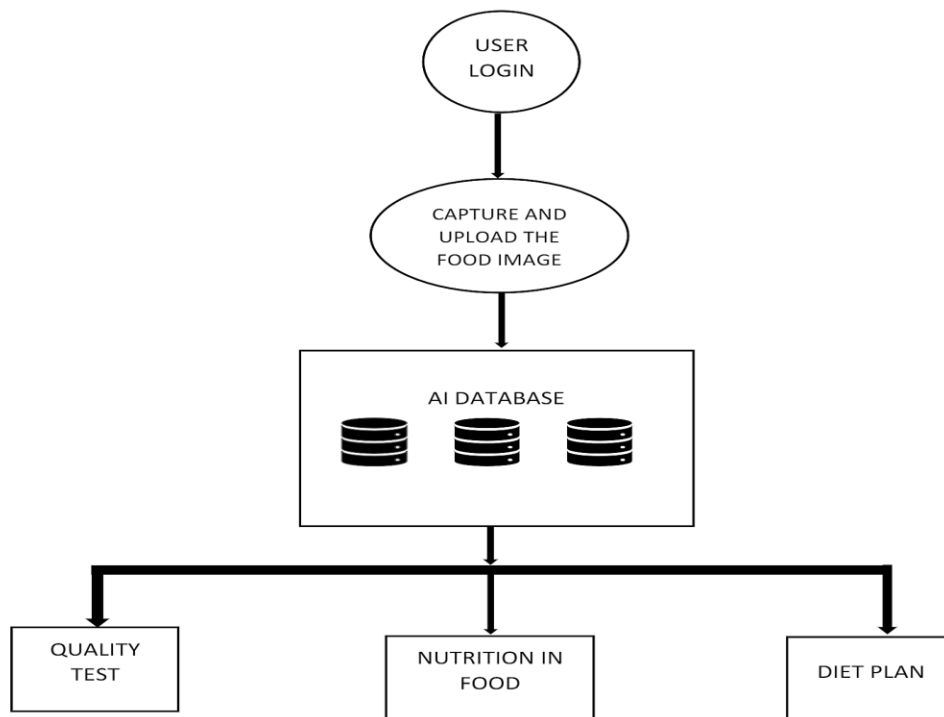 USER
LOGIN
CAPTURE AND
UPLOAD THE
FOOD IMAGE
AI DATABASE
QUALITY
TEST
NUTRITION IN
FOOD
DIET PLAN